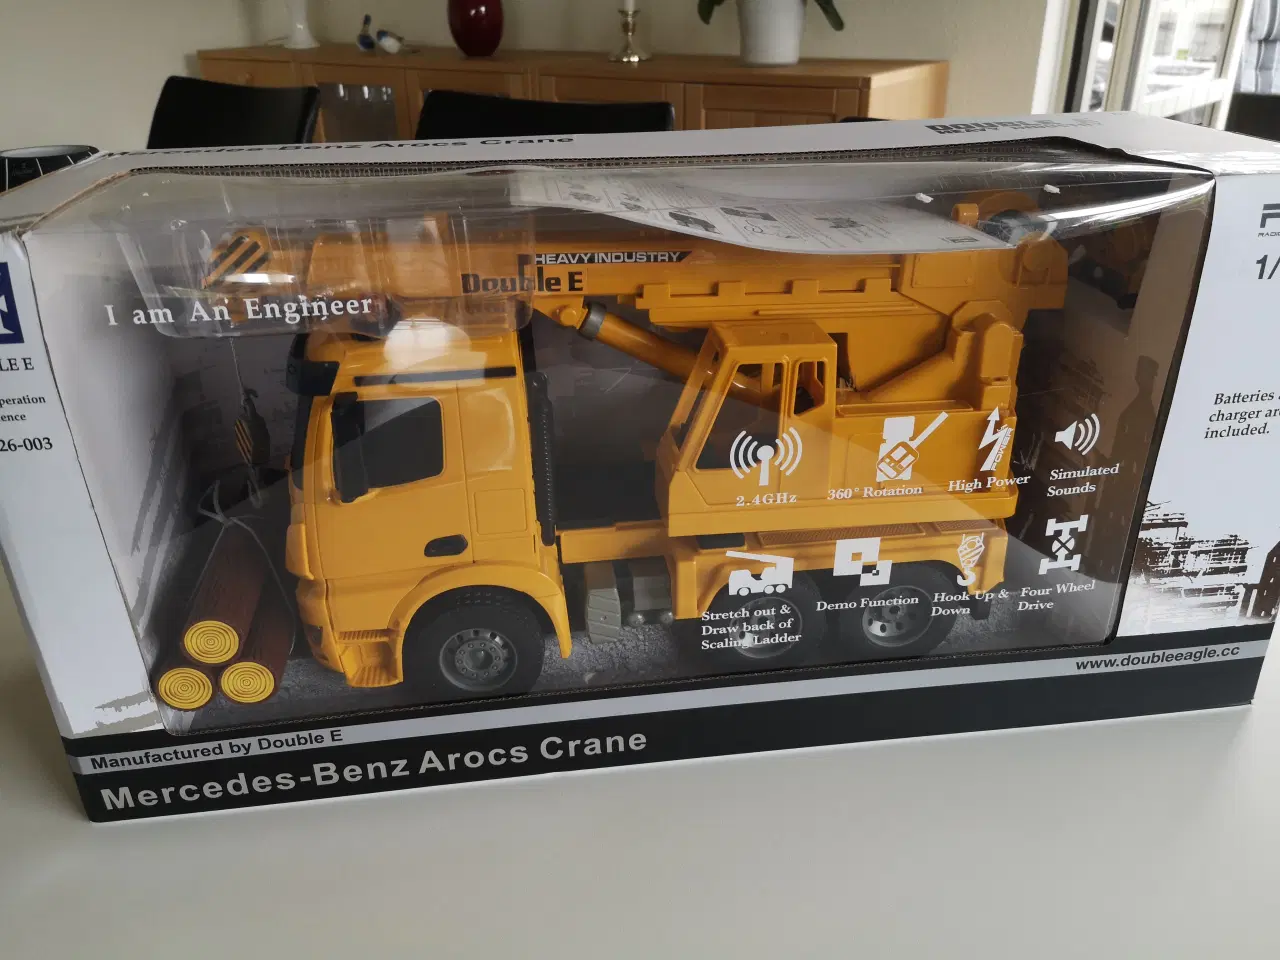 Mercedes-Benz Arocs Crane
HEAVY INDUSTRY
Double E
I am An Engineer
LE E
peration
ience
26-003
1/
Batteries
charger ar
included.
2.4GHz
360° Rotation
High Power
POWER
Simulated
Sounds
Stretch out &
Draw back of
Scaling Ladder
Demo Function
Hook Up &
Down
Four Wheel
Drive
www.doubleeagle.cc
Manufactured by Double E
Mercedes-Benz Arocs Crane